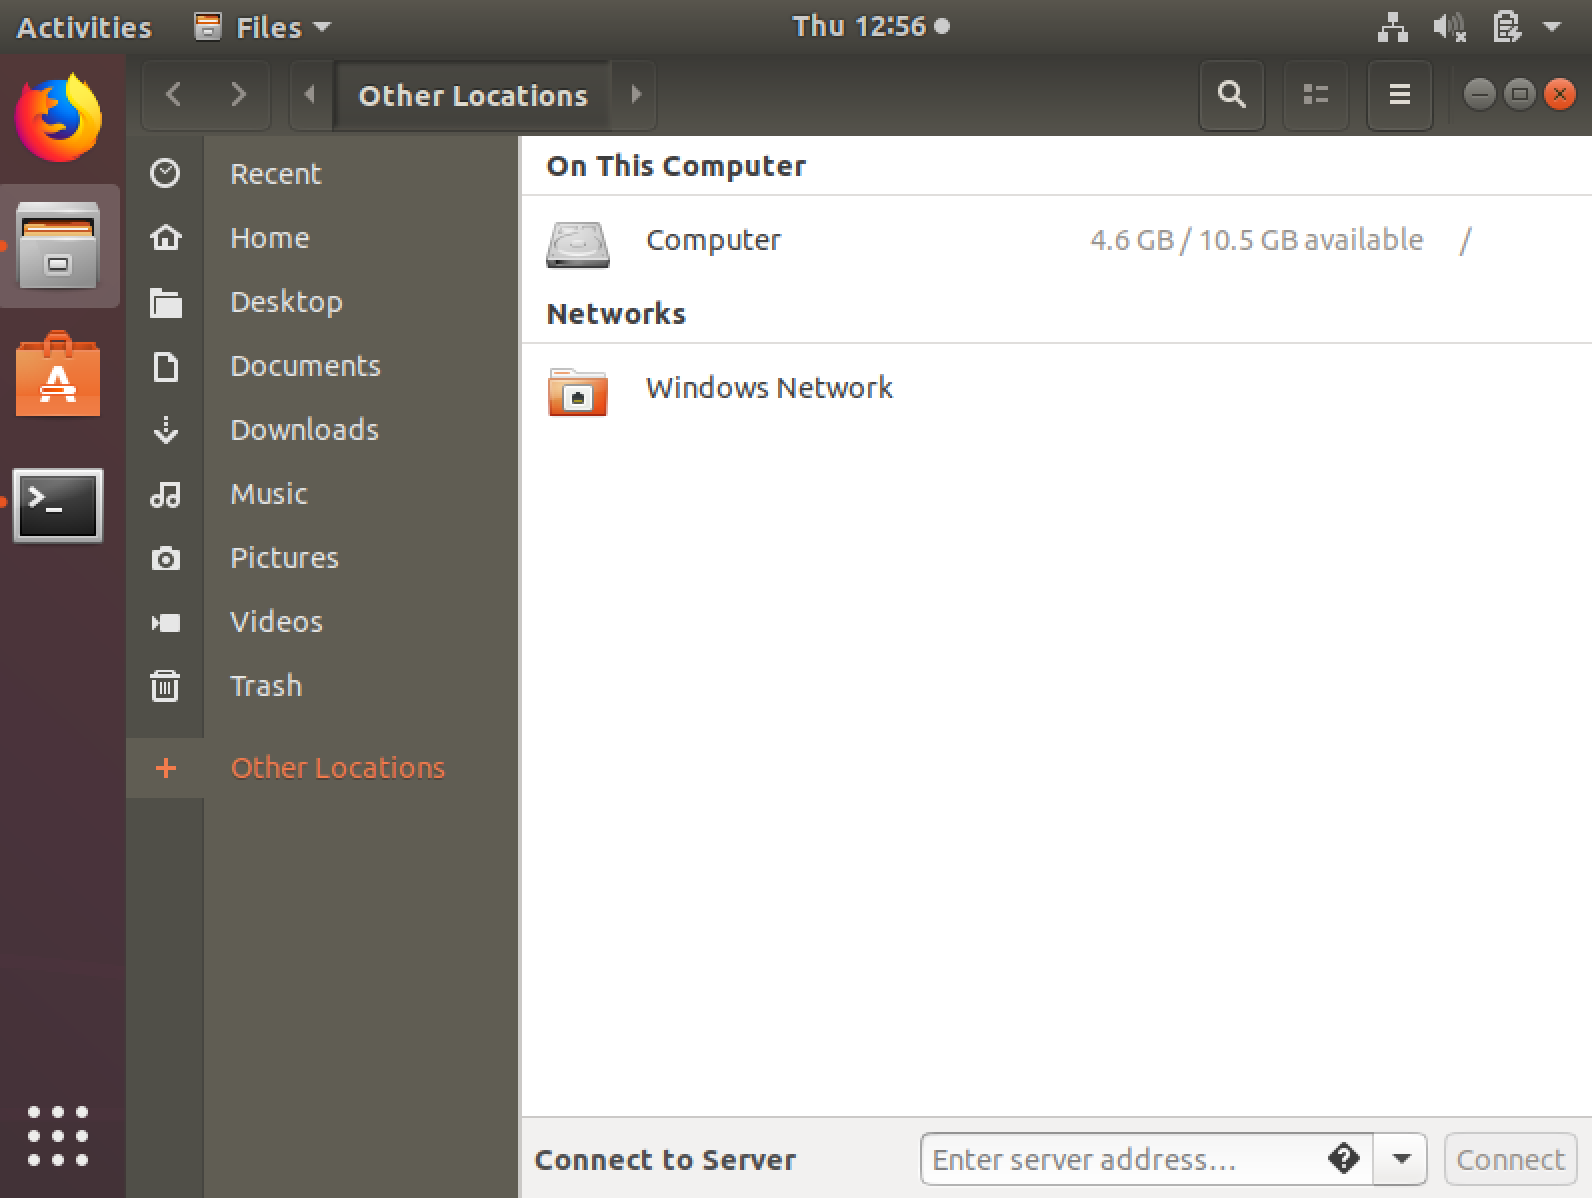 Activities Files Thu 12:56
Other Locations
Recent
Home
Desktop
Documents
Downloads
Music
Pictures
Videos
Trash
Other Locations
On This Computer
Computer 4.6 GB / 10.5 GB available /
Networks
Windows Network
Connect to Server Enter server address... Connect